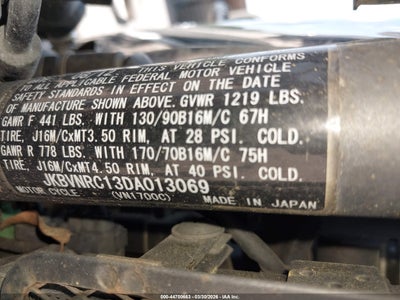 THIS VEHICLE CONFORMS
ALL APPLICABLE FEDERAL MOTOR VEHICLE
SAFETY STANDARDS IN EFFECT ON THE DATE
OF MANUFACTURE SHOWN ABOVE. GVWR 1219 LBS.
GAWR F 441 LBS. WITH 130/90B16M/C 67H
TIRE, J16M/CxMT3.50 RIM, AT 28 PSI. COLD.
GAWR R 778 LBS. WITH 170/70B16M/C 75H
TIRE, J16M/CxMT4.50 RIM, AT 40 PSI. COLD.
JKBVNRC13DA013069
MOTOR CYCLE (VN1700C) MADE IN JAPAN
000-44700663 - 03/10/2026 - IAA Inc.